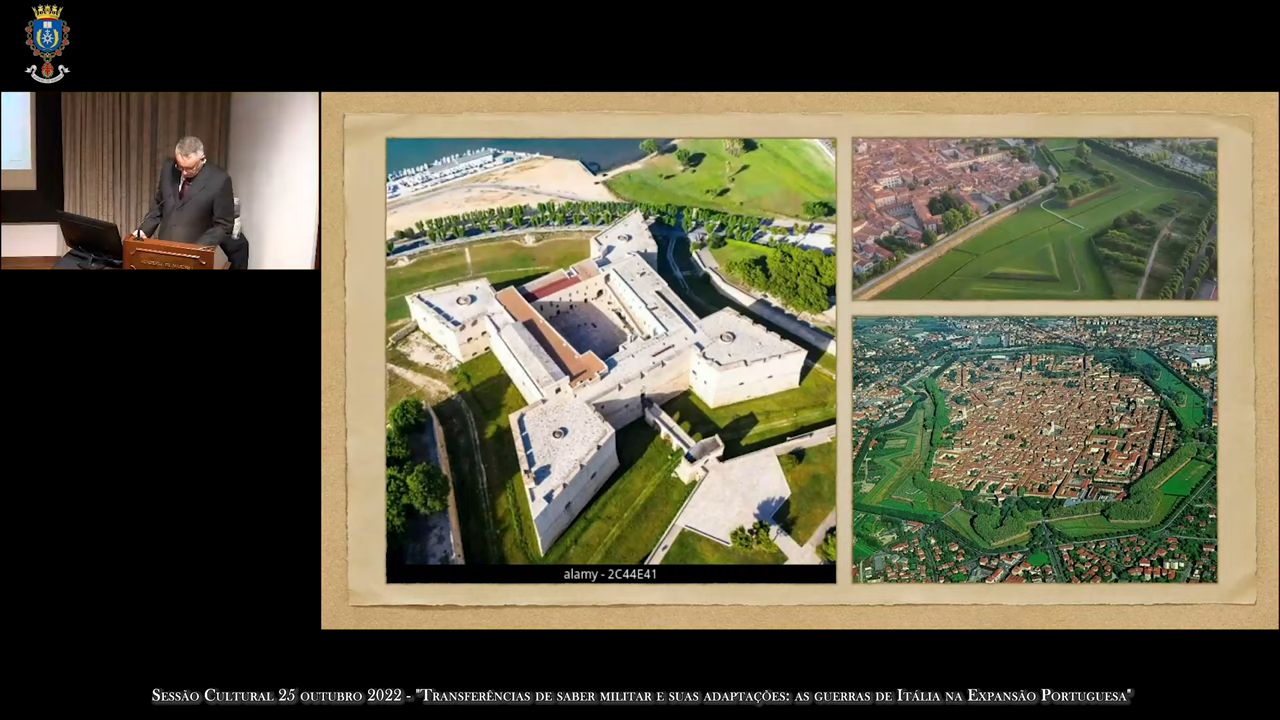 alamy - 2C44E41
Sessão Cultural 25 outubro 2022 - "Transferências de saber militar e suas adaptações: as guerras de Itália na Expansão Portuguesa"